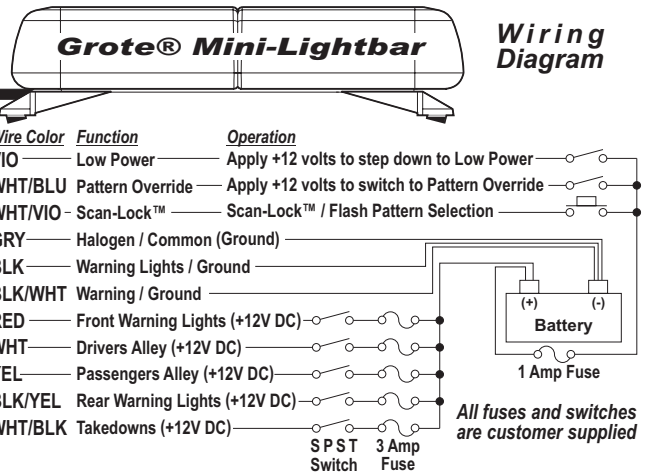 Grote® Mini-Lightbar
Wiring
Diagram
Wire Color Function Operation
VIO Low Power Apply +12 volts to step down to Low Power
WHT/BLU Pattern Override Apply +12 volts to switch to Pattern Override
WHT/VIO Scan-Lock™ Scan-Lock™ / Flash Pattern Selection
GRY Halogen / Common (Ground)
BLK Warning Lights / Ground
BLK/WHT Warning / Ground
RED Front Warning Lights (+12V DC)
WHT Drivers Alley (+12V DC)
YEL Passengers Alley (+12V DC)
BLK/YEL Rear Warning Lights (+12V DC)
WHT/BLK Takedowns (+12V DC)
SPST
Switch
3 Amp
Fuse
(+) (-)
Battery
1 Amp Fuse
All fuses and switches
are customer supplied